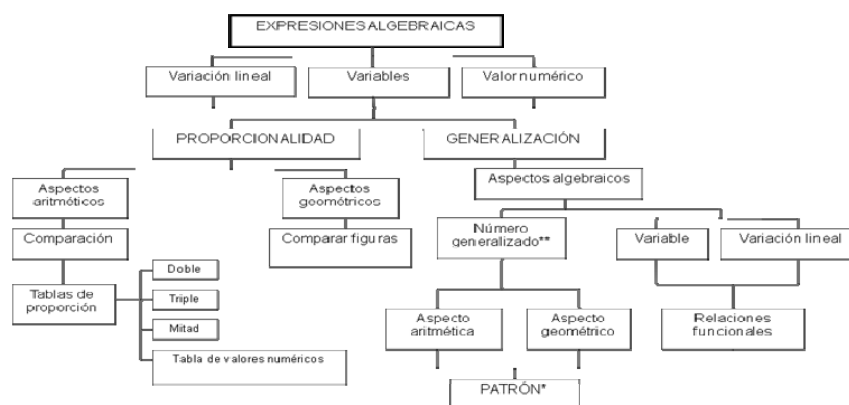 EXPRESIONES ALGEBRAICAS
Variación lineal
Variables
Valor numérico
PROPORCIONALIDAD
GENERALIZACIÓN
Aspectos
aritméticos
Aspectos
geométricos
Aspectos algebraicos
Comparación
Comparar figuras
Número
generalizado**
Variable
Variación lineal
Tablas de
proporción
Doble
Triple
Mitad
Tabla de valores numéricos
Aspecto
aritmética
Aspecto
geométrico
Relaciones
funcionales
PATRÓN*